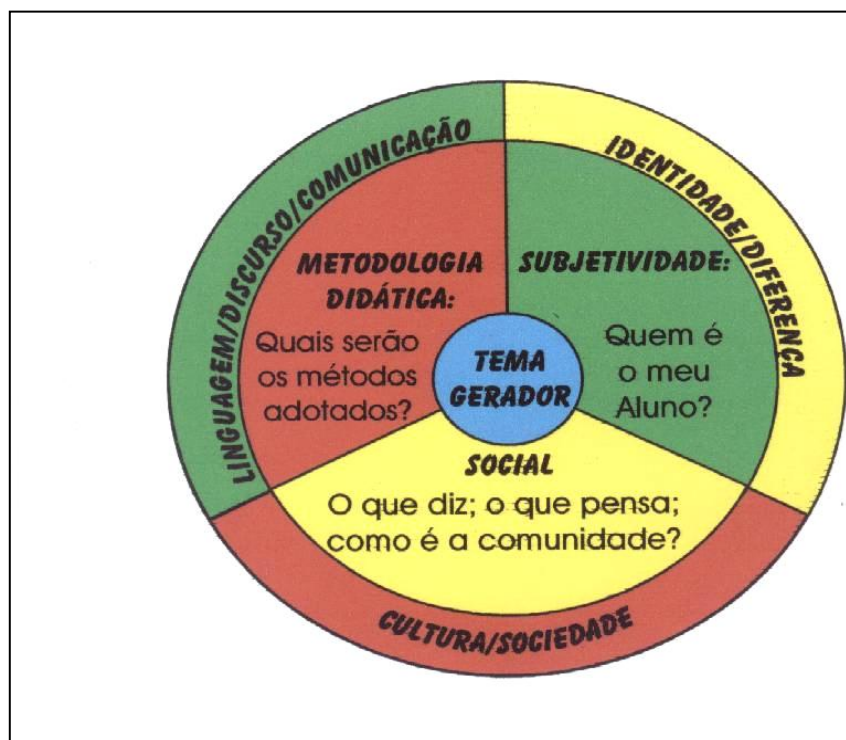 LINGUAGEM/DISCURSO/COMUNICAÇÃO
IDENTIDADE/DIFERENÇA
METODOLOGIA
DIDÁTICA:
Quais serão
os métodos
adotados?
SUBJETIVIDADE:
Quem é
o meu
Aluno?
TEMA
GERADOR
SOCIAL
O que diz; o que pensa;
como é a comunidade?
CULTURA/SOCIEDADE